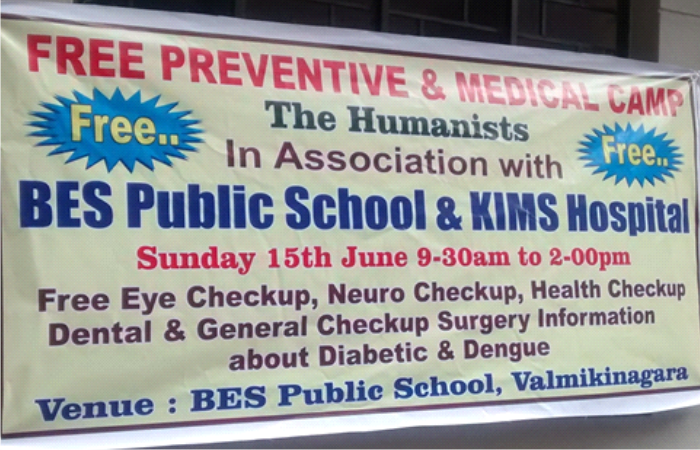 FREE PREVENTIVE & MEDICAL CAMP
Free..
The Humanists
Free..
In Association with
BES Public School & KIMS Hospital
Sunday 15th June 9-30am to 2-00pm
Free Eye Checkup, Neuro Checkup, Health Checkup
Dental & General Checkup Surgery Information
about Diabetic & Dengue
Venue : BES Public School, Valmikinagara